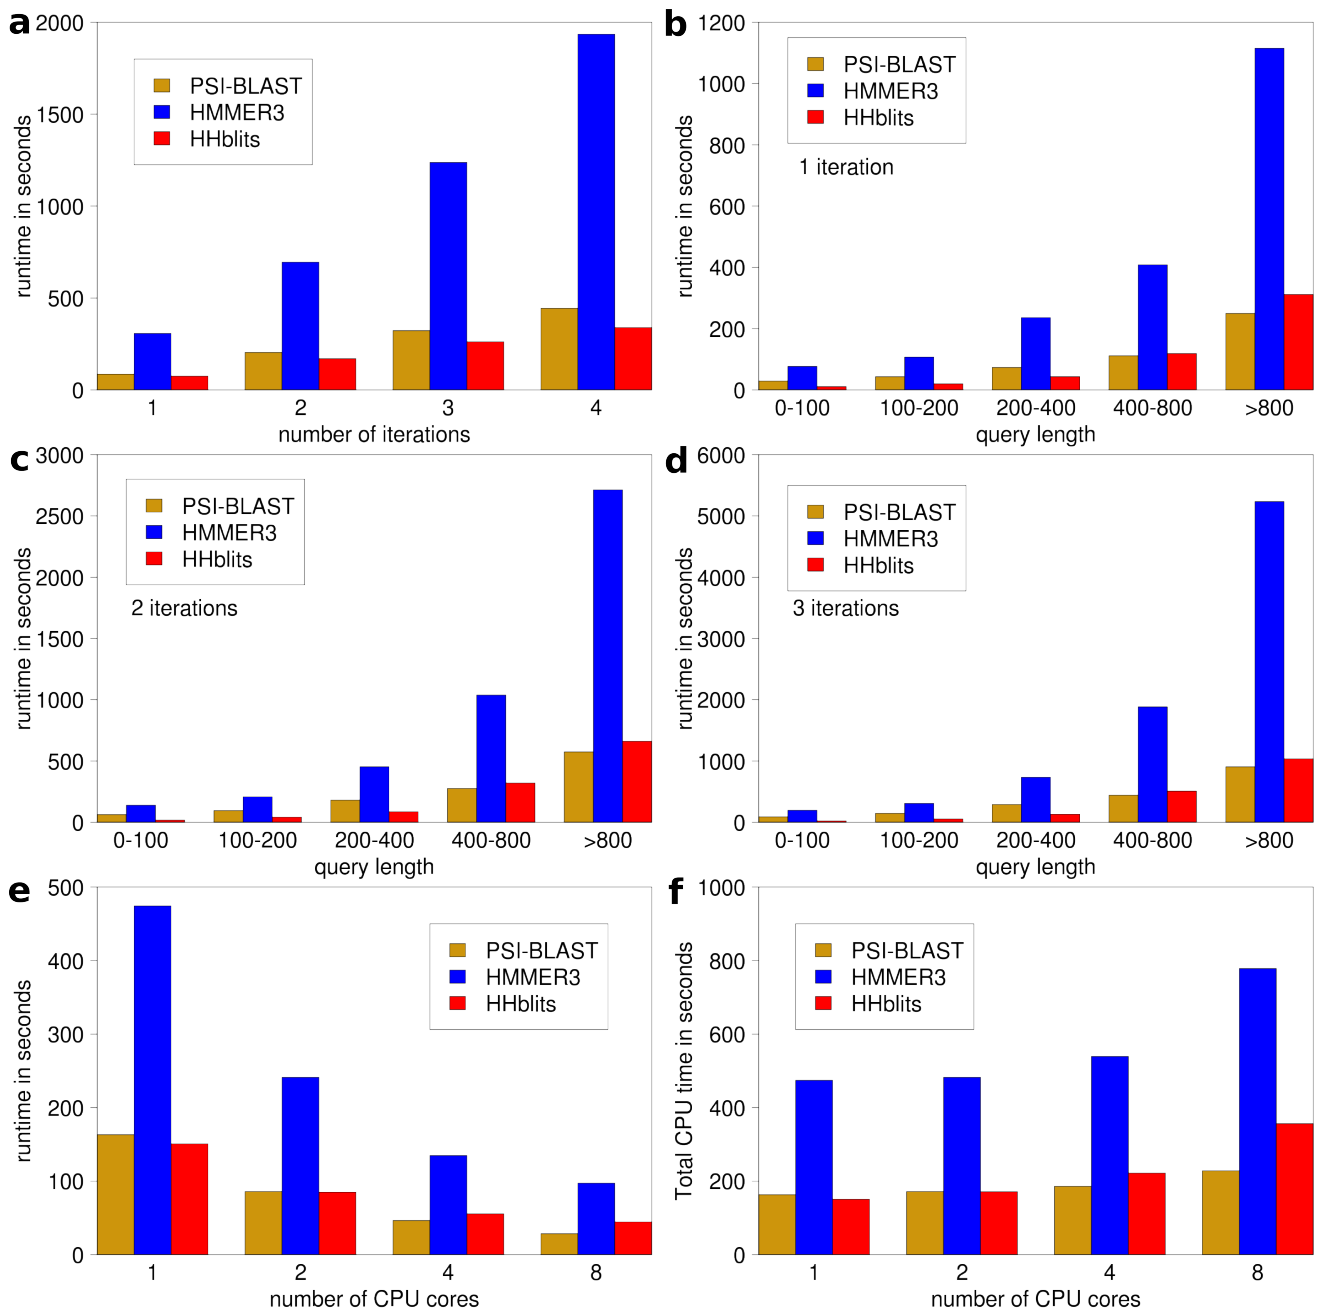 a
2000
1500
1000
500
0
runtime in seconds
PSI-BLAST
HMMER3
HHblits
1 2 3 4
number of iterations
b
1200
1000
800
600
400
200
0
runtime in seconds
PSI-BLAST
HMMER3
HHblits
1 iteration
0-100 100-200 200-400 400-800 >800
query length
c
3000
2500
2000
1500
1000
500
0
runtime in seconds
PSI-BLAST
HMMER3
HHblits
2 iterations
0-100 100-200 200-400 400-800 >800
query length
d
6000
5000
4000
3000
2000
1000
0
runtime in seconds
PSI-BLAST
HMMER3
HHblits
3 iterations
0-100 100-200 200-400 400-800 >800
query length
e
500
400
300
200
100
0
runtime in seconds
PSI-BLAST
HMMER3
HHblits
1 2 4 8
number of CPU cores
f
1000
800
600
400
200
0
Total CPU time in seconds
PSI-BLAST
HMMER3
HHblits
1 2 4 8
number of CPU cores